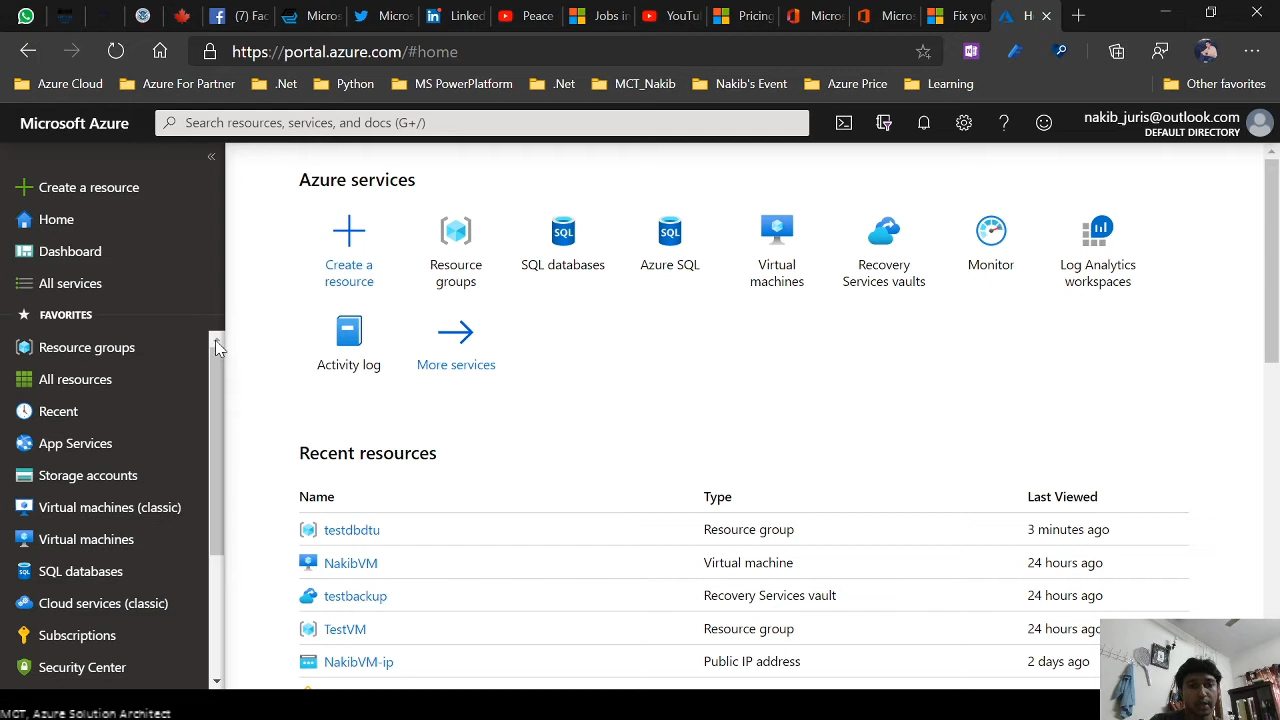 (7) Fac
Micros
Micros
Linked
Peace
Jobs in
YouTu
Pricing
Micros
Micros
Fix you
H
https://portal.azure.com/#home
Azure Cloud
Azure For Partner
.Net
Python
MS PowerPlatform
.Net
MCT_Nakib
Nakib's Event
Azure Price
Learning
Other favorites
Microsoft Azure
Search resources, services, and docs (G+/)
nakib_juris@outlook.com
DEFAULT DIRECTORY
Create a resource
Home
Dashboard
All services
FAVORITES
Resource groups
All resources
Recent
App Services
Storage accounts
Virtual machines (classic)
Virtual machines
SQL databases
Cloud services (classic)
Subscriptions
Security Center
Azure services
Create a
resource
Resource
groups
SQL databases
Azure SQL
Virtual
machines
Recovery
Services vaults
Monitor
Log Analytics
workspaces
Activity log
More services
Recent resources
Name Type Last Viewed
testdbdtu Resource group 3 minutes ago
NakibVM Virtual machine 24 hours ago
testbackup Recovery Services vault 24 hours ago
TestVM Resource group 24 hours ago
NakibVM-ip Public IP address 2 days ago
MCT, Azure Solution Architect